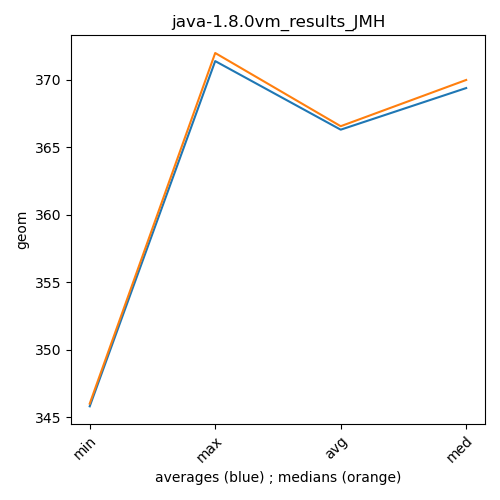 java-1.8.0vm_results_JMH
370
365
360
355
350
345
geom
min
max
avg
med
averages (blue) ; medians (orange)